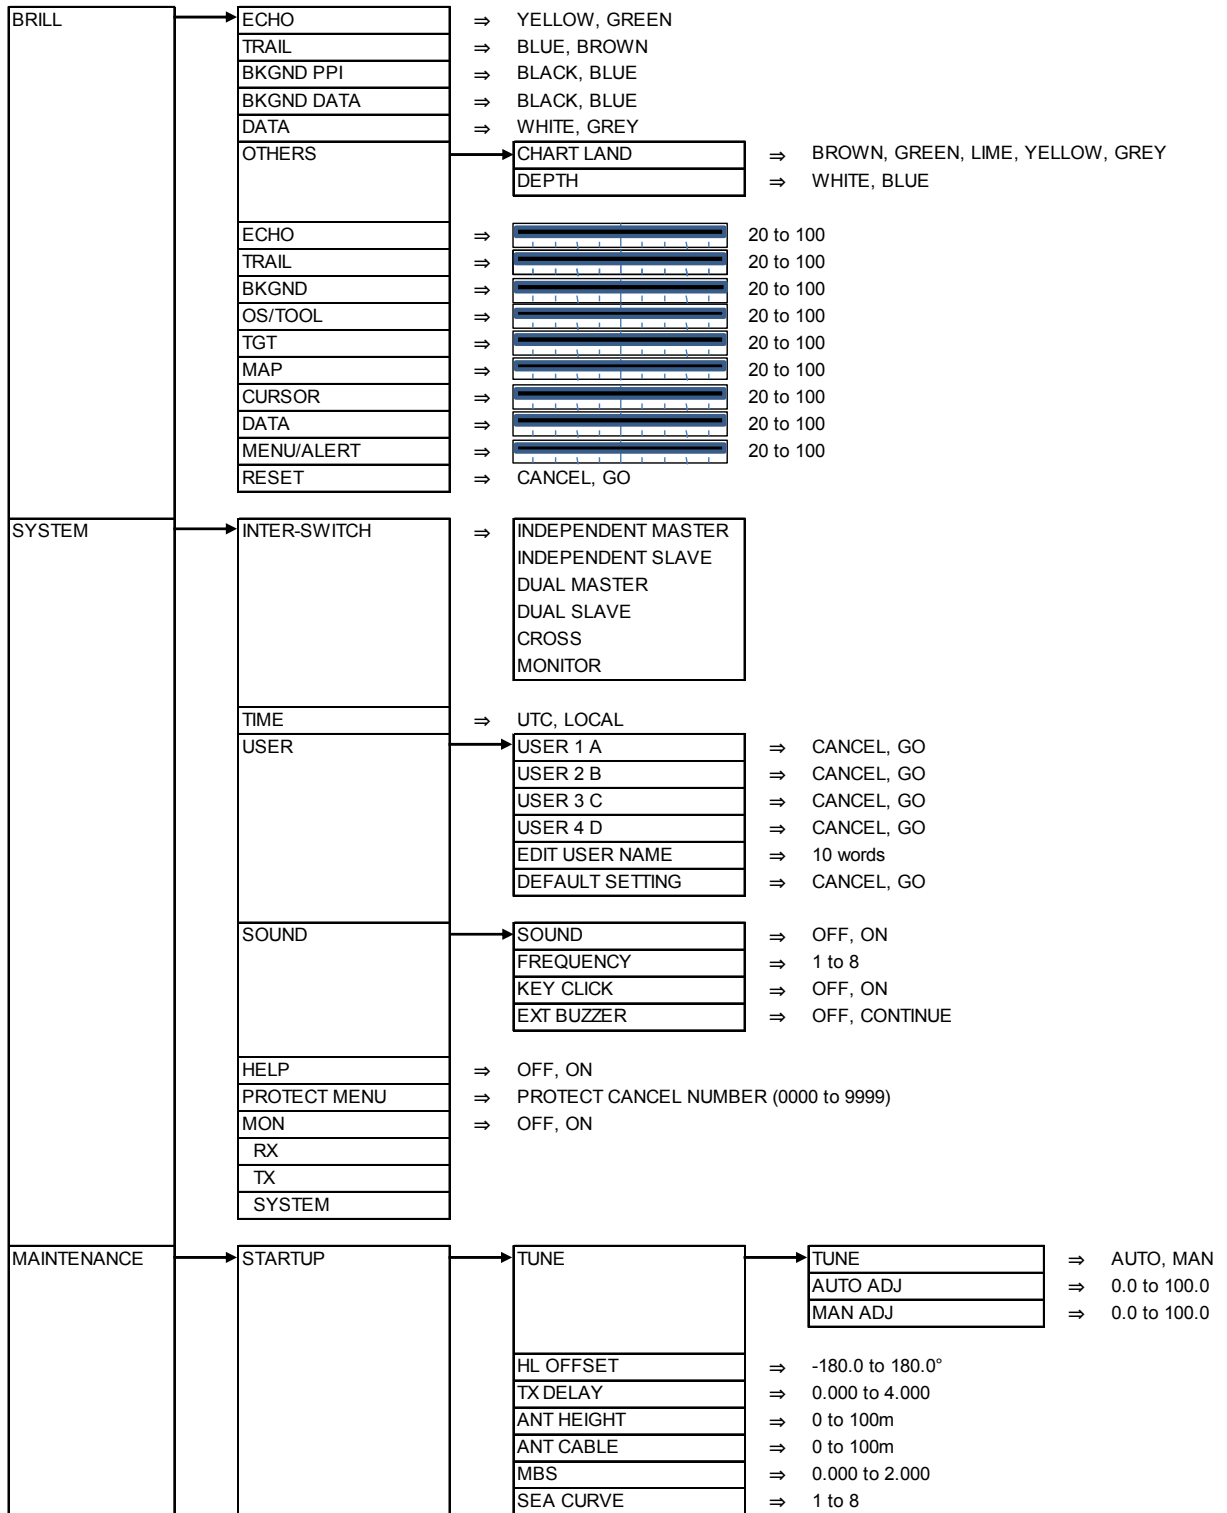 BRILL ECHO ⇒ YELLOW, GREEN
TRAIL ⇒ BLUE, BROWN
BKGND PPI ⇒ BLACK, BLUE
BKGND DATA ⇒ BLACK, BLUE
DATA ⇒ WHITE, GREY
OTHERS CHART LAND ⇒ BROWN, GREEN, LIME, YELLOW, GREY
DEPTH ⇒ WHITE, BLUE
ECHO ⇒ 20 to 100
TRAIL ⇒ 20 to 100
BKGND ⇒ 20 to 100
OS/TOOL ⇒ 20 to 100
TGT ⇒ 20 to 100
MAP ⇒ 20 to 100
CURSOR ⇒ 20 to 100
DATA ⇒ 20 to 100
MENU/ALERT ⇒ 20 to 100
RESET ⇒ CANCEL, GO
SYSTEM INTER-SWITCH ⇒ INDEPENDENT MASTER
INDEPENDENT SLAVE
DUAL MASTER
DUAL SLAVE
CROSS
MONITOR
TIME ⇒ UTC, LOCAL
USER USER 1 A ⇒ CANCEL, GO
USER 2 B ⇒ CANCEL, GO
USER 3 C ⇒ CANCEL, GO
USER 4 D ⇒ CANCEL, GO
EDIT USER NAME ⇒ 10 words
DEFAULT SETTING ⇒ CANCEL, GO
SOUND SOUND ⇒ OFF, ON
FREQUENCY ⇒ 1 to 8
KEY CLICK ⇒ OFF, ON
EXT BUZZER ⇒ OFF, CONTINUE
HELP ⇒ OFF, ON
PROTECT MENU ⇒ PROTECT CANCEL NUMBER (0000 to 9999)
MON ⇒ OFF, ON
RX
TX
SYSTEM
MAINTENANCE STARTUP TUNE TUNE ⇒ AUTO, MAN
AUTO ADJ ⇒ 0.0 to 100.0
MAN ADJ ⇒ 0.0 to 100.0
HL OFFSET ⇒ -180.0 to 180.0°
TX DELAY ⇒ 0.000 to 4.000
ANT HEIGHT ⇒ 0 to 100m
ANT CABLE ⇒ 0 to 100m
MBS ⇒ 0.000 to 2.000
SEA CURVE ⇒ 1 to 8